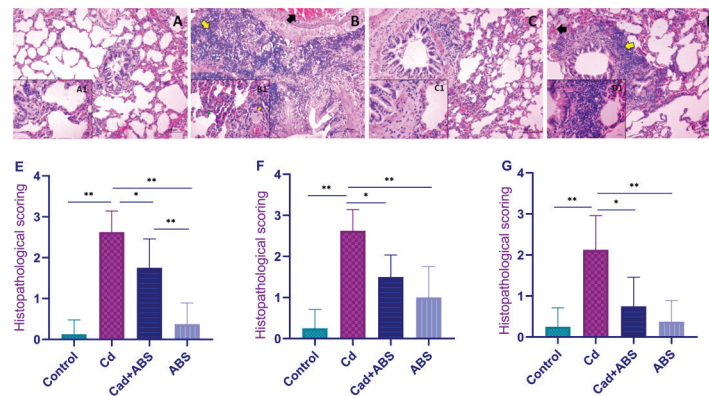 A
B
C
A1
B1
C1
D1
E
Histopathological scoring
4
3
2
1
0
** **
*
**
Control
Cd
Cad+ABS
ABS
F
Histopathological scoring
4
3
2
1
0
** **
*
Control
Cd
Cad+ABS
ABS
G
Histopathological scoring
4
3
2
1
0
** **
*
Control
Cd
Cad+ABS
ABS